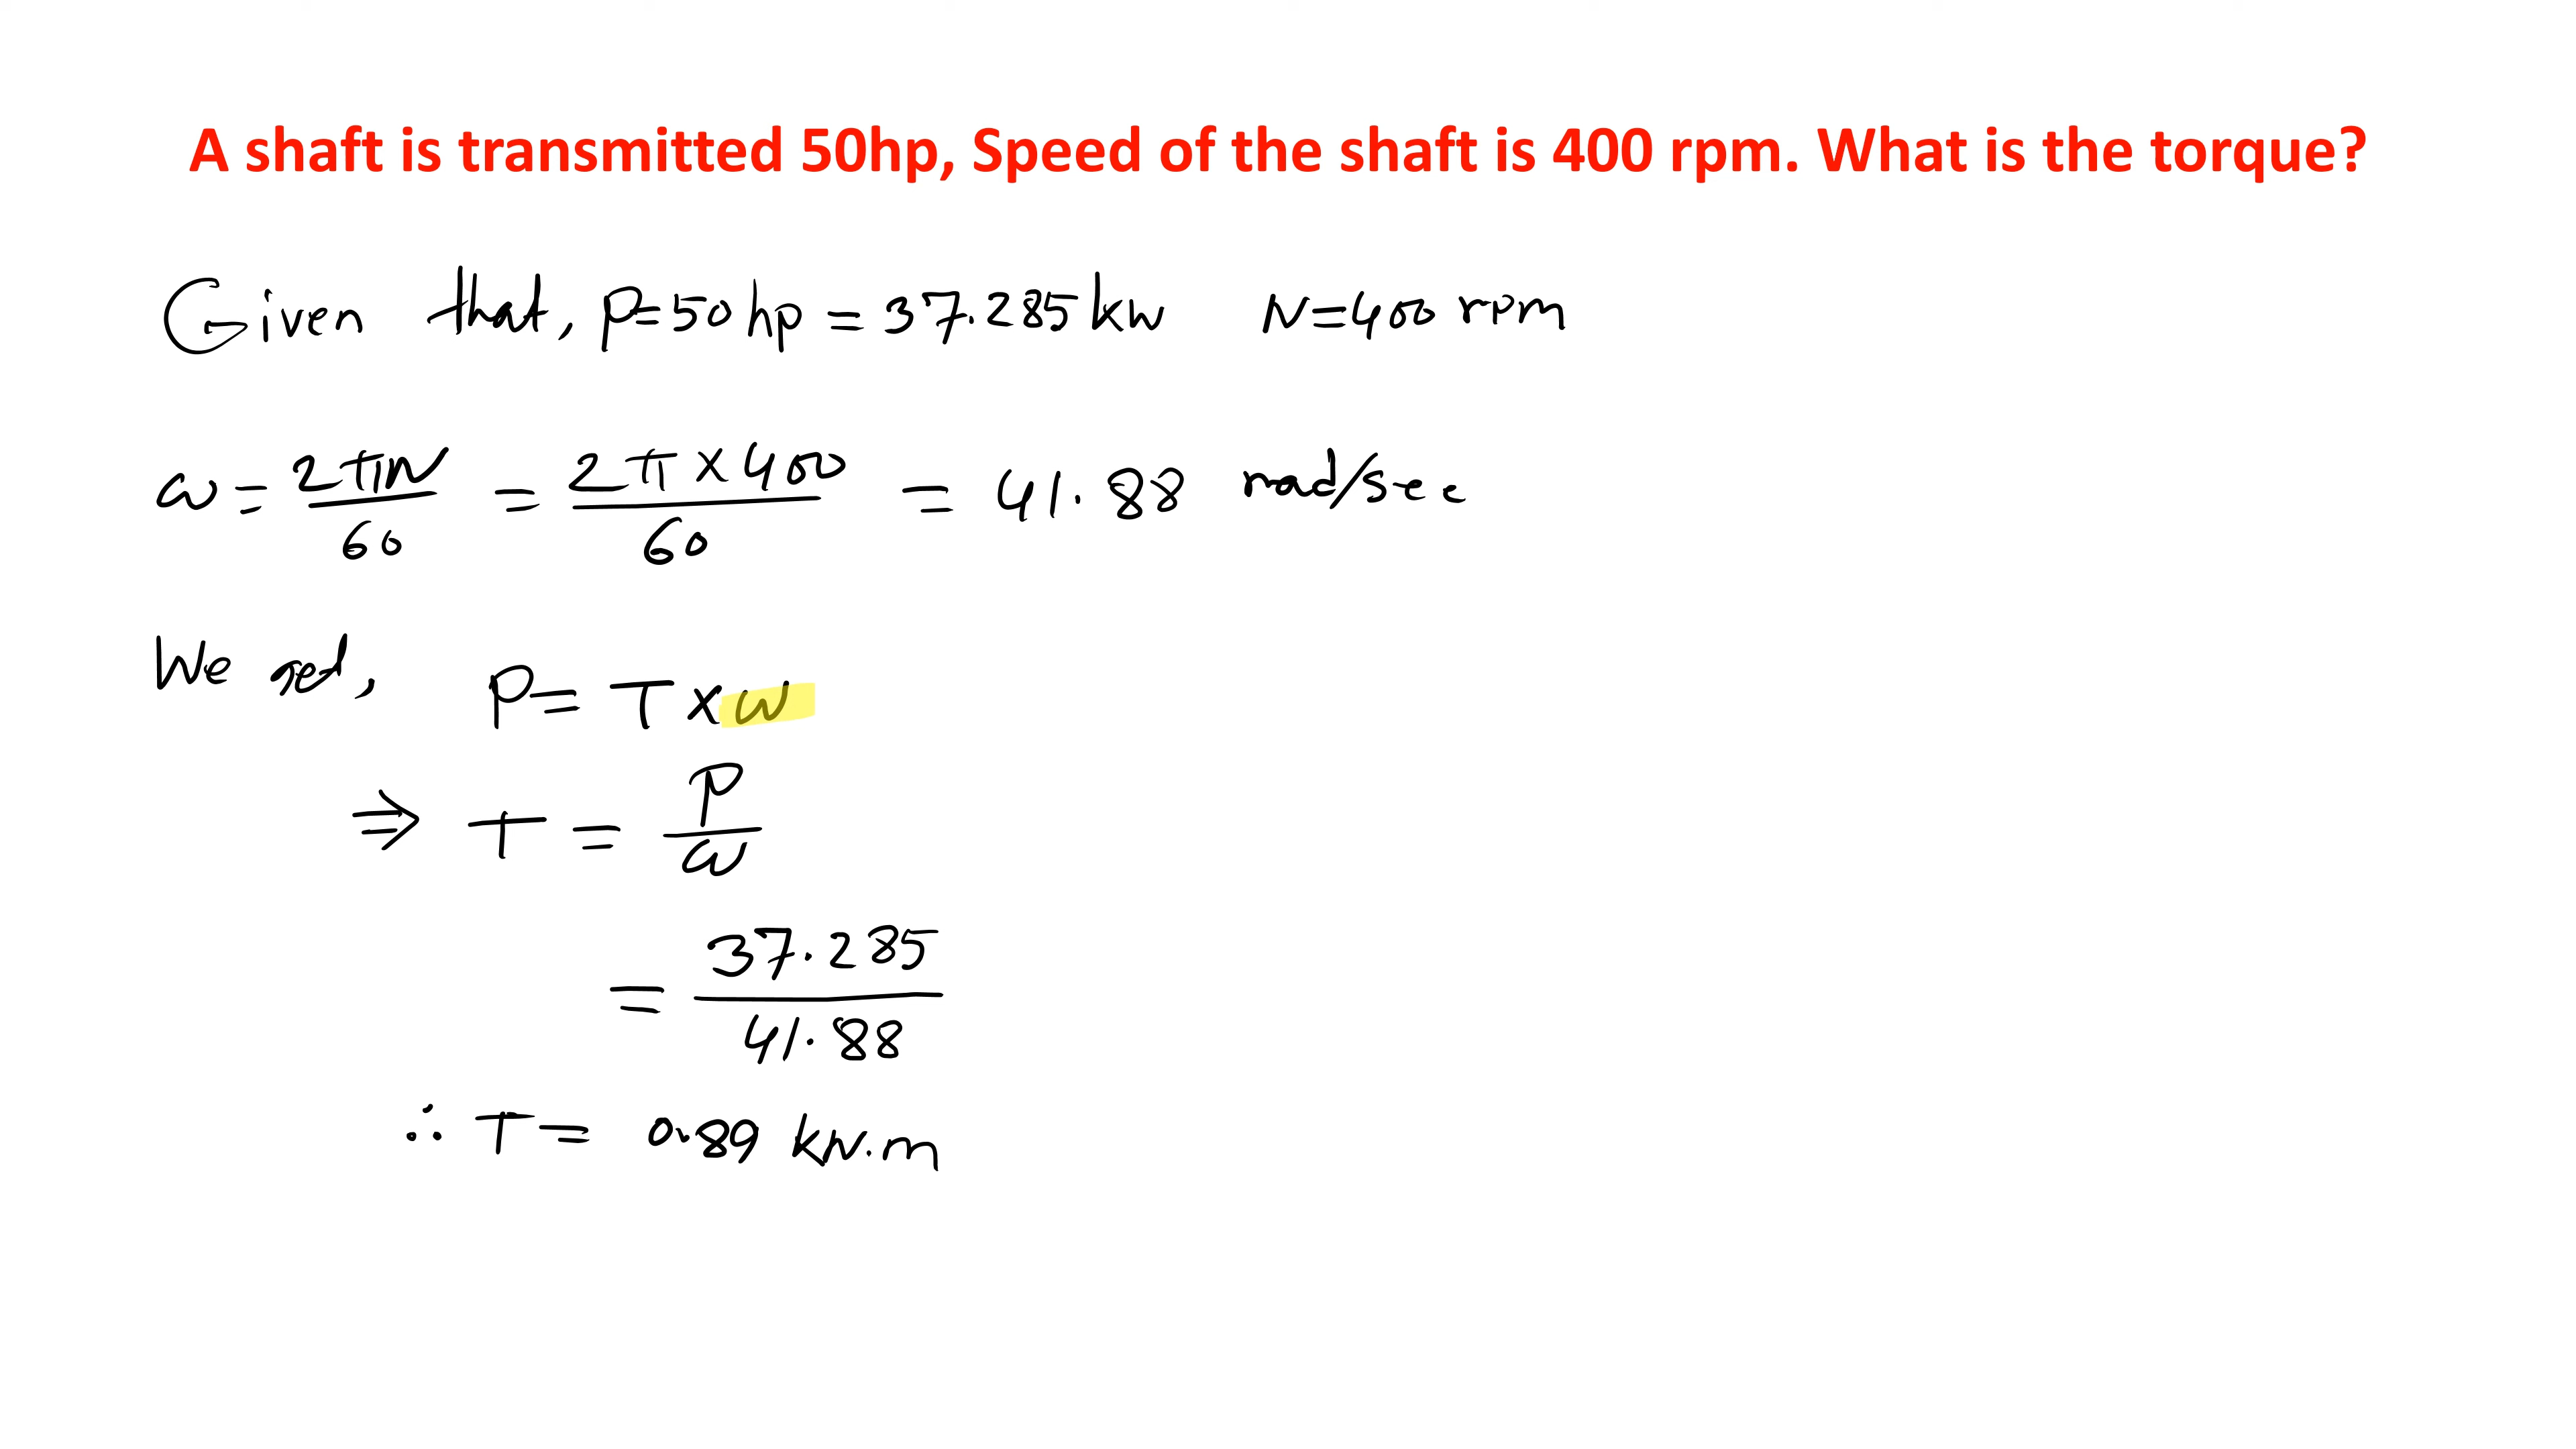 A shaft is transmitted 50hp, Speed of the shaft is 400 rpm. What is the torque?
Given that, P=50hp = 37.285 kw N=400 rpm
ω = 2πN/60 = 2π×400/60 = 41.88 rad/sec
We get, P = T×ω
⇒ T = P/ω
= 37.285/41.88
∴ T = 0.89 kN.m